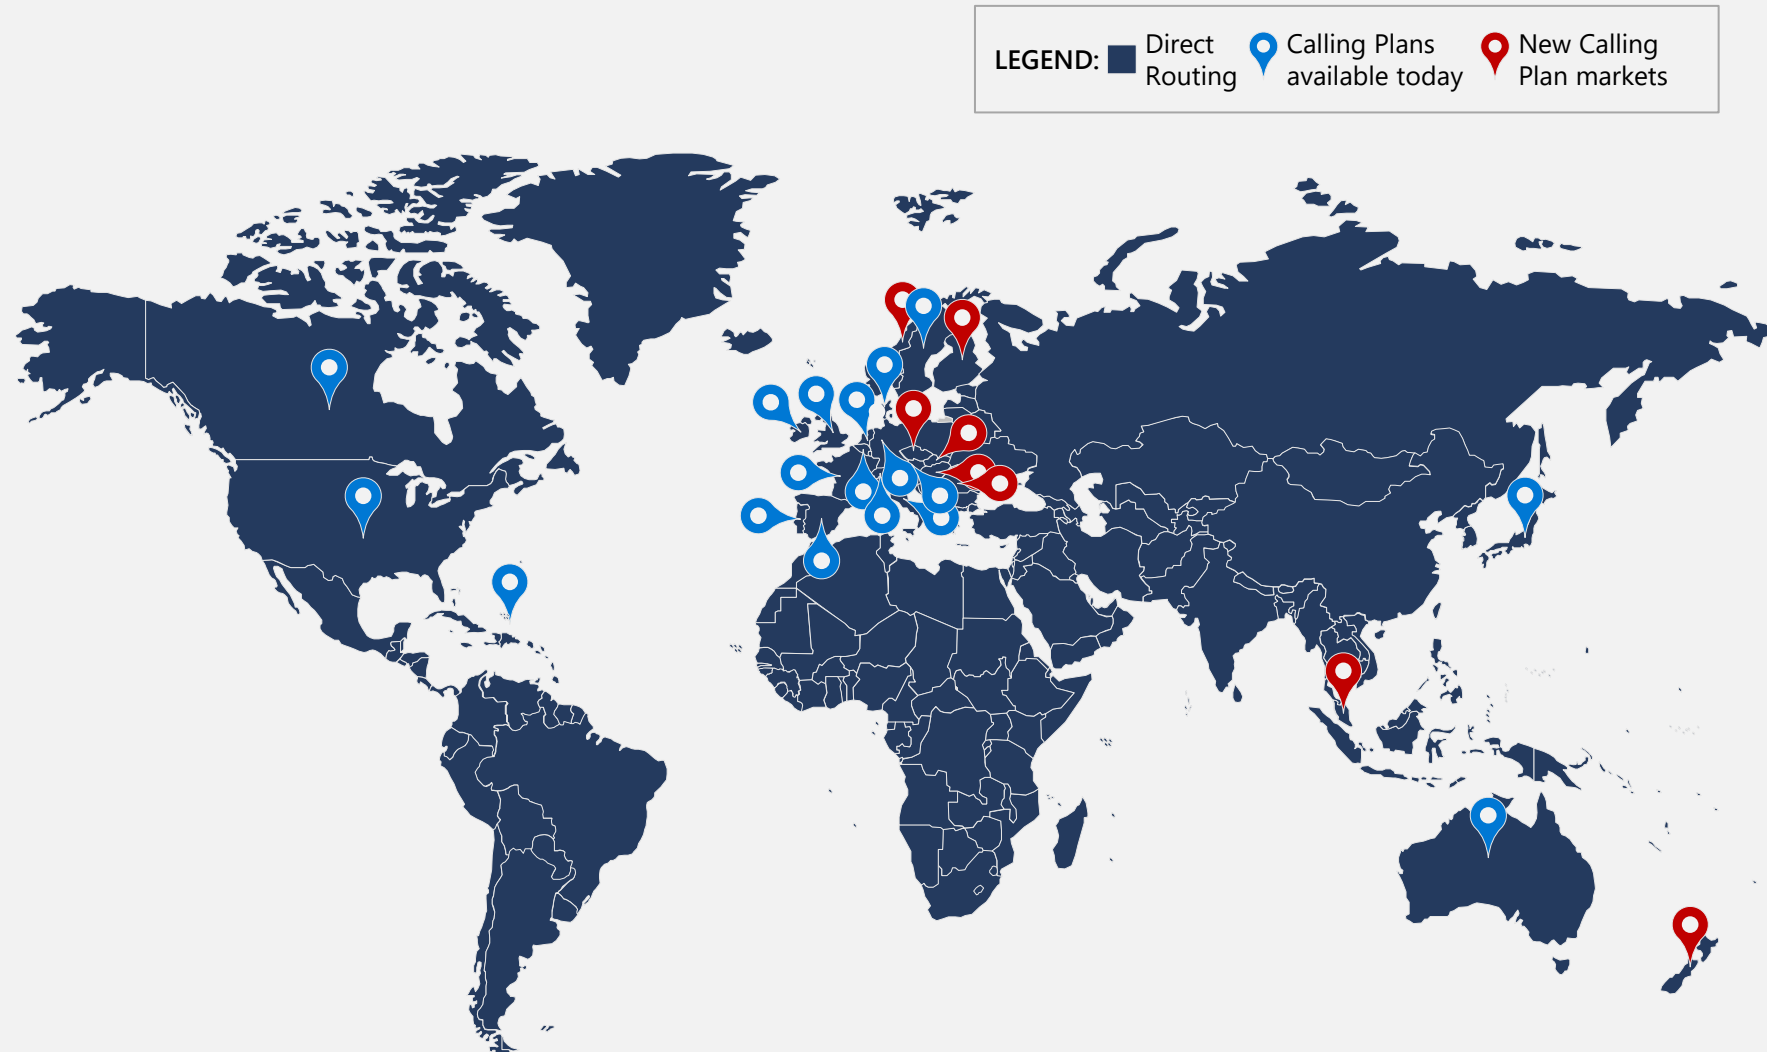 LEGEND:
Direct
Routing
Calling Plans
available today
New Calling
Plan markets